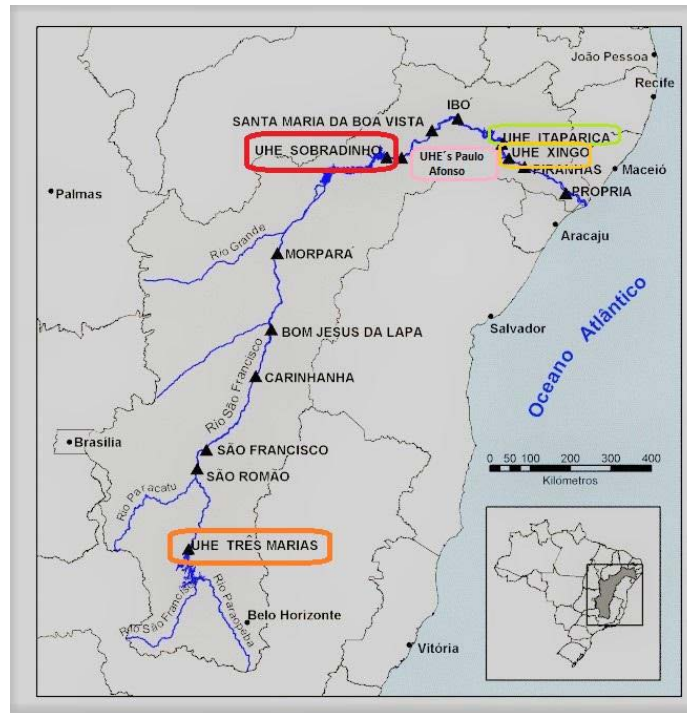 João Pessoa
Recife
IBÓ
SANTA MARIA DA BOA VISTA
UHE ITAPARICA
UHE SOBRADINHO
UHE´s Paulo
Afonso
UHE XINGO
PIRANHAS
Maceió
Palmas
PROPRIA
Aracaju
Rio Grande
MORPARÁ
Salvador
BOM JESUS DA LAPA
Oceano Atlântico
Rio São Francisco
CARINHANHA
Brasília
SÃO FRANCISCO
SÃO ROMÃO
0 50 100 200 300 400
Kilómetros
Rio Paracatu
UHE TRÊS MARIAS
Rio São Francisco
Rio Paraopeba
Belo Horizonte
Vitória